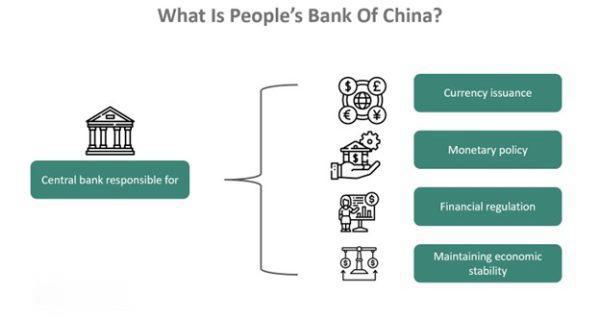 What Is People's Bank Of China?
Central bank responsible for
Currency issuance
Monetary policy
Financial regulation
Maintaining economic
stability